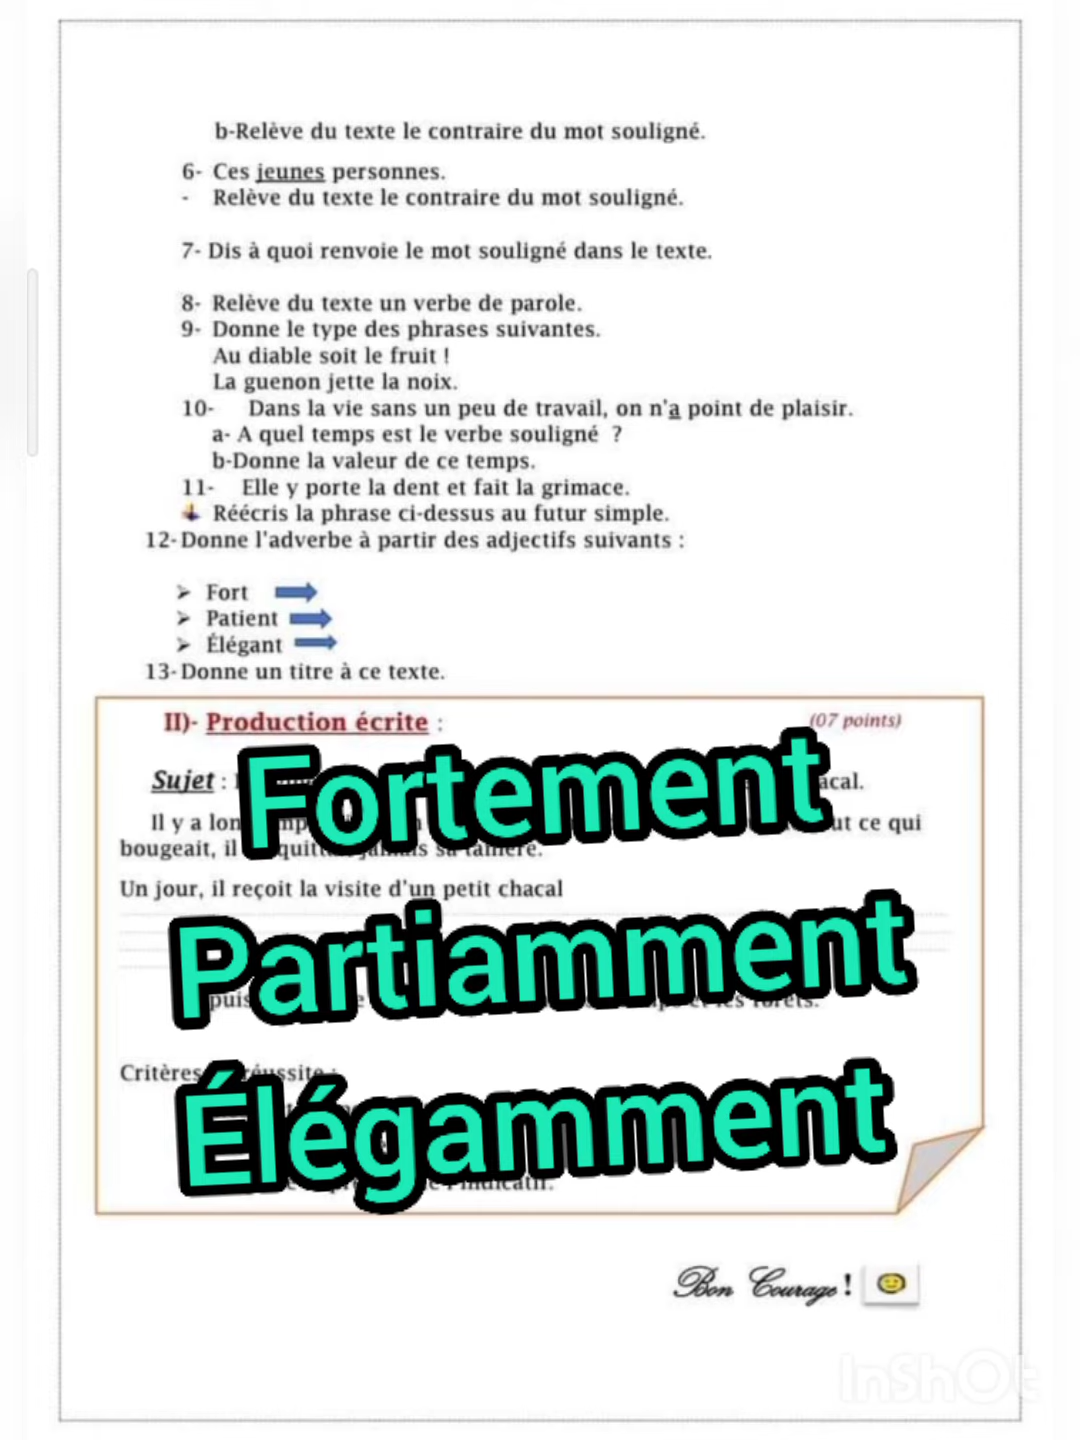 b-Relève du texte le contraire du mot souligné.
6- Ces jeunes personnes.
- Relève du texte le contraire du mot souligné.
7- Dis à quoi renvoie le mot souligné dans le texte.
8- Relève du texte un verbe de parole.
9- Donne le type des phrases suivantes.
Au diable soit le fruit !
La guenon jette la noix.
10- Dans la vie sans un peu de travail, on n'a point de plaisir.
a- A quel temps est le verbe souligné ?
b-Donne la valeur de ce temps.
11- Elle y porte la dent et fait la grimace.
Réécris la phrase ci-dessus au futur simple.
12-Donne l'adverbe à partir des adjectifs suivants :
➢ Fort
➢ Patient
➢ Élégant
13-Donne un titre à ce texte.
II)- Production écrite :
(07 points)
Sujet :
Fortement
Il y a
ce qui
bougeait, il
Un jour, il reçoit la visite d'un petit chacal
Partiamment
Critères
Élégamment
Bon Courage !
InShOt